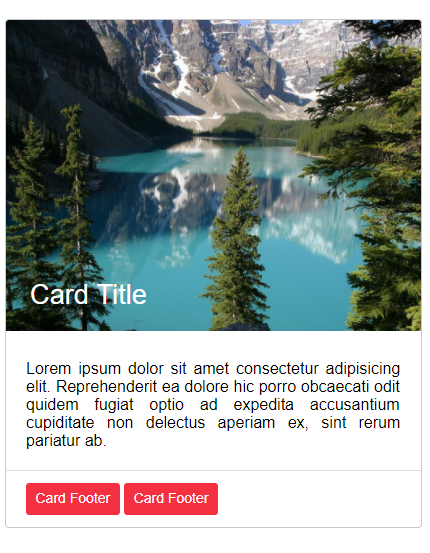 Card Title
Lorem ipsum dolor sit amet consectetur adipisicing
elit. Reprehenderit ea dolore hic porro obcaecati odit
quidem fugiat optio ad expedita accusantium
cupiditate non delectus aperiam ex, sint rerum
pariatur ab.
Card Footer Card Footer